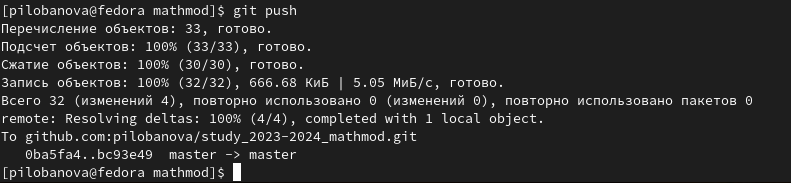 [pilobanova@fedora mathmod]$ git push
Перечисление объектов: 33, готово.
Подсчет объектов: 100% (33/33), готово.
Сжатие объектов: 100% (30/30), готово.
Запись объектов: 100% (32/32), 666.68 КиБ | 5.05 МиБ/с, готово.
Всего 32 (изменений 4), повторно использовано 0 (изменений 0), повторно использовано пакетов 0
remote: Resolving deltas: 100% (4/4), completed with 1 local object.
To github.com:pilobanova/study_2023-2024_mathmod.git
   0ba5fa4..bc93e49  master -> master
[pilobanova@fedora mathmod]$